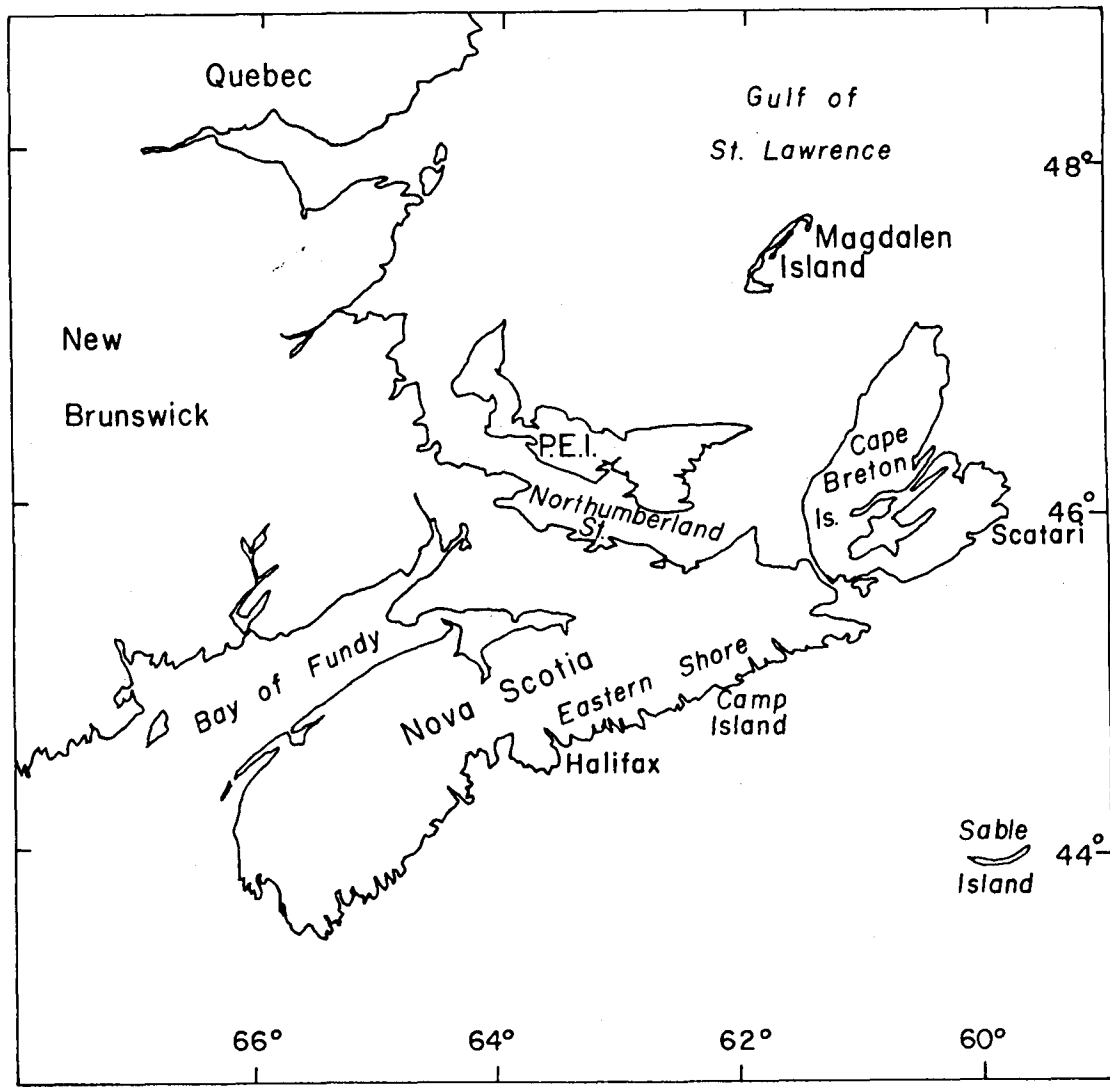 Quebec
Gulf of
St. Lawrence
48°
Magdalen
Island
New
Brunswick
P.E.I.
Cape
Breton
Is.
Northumberland
St.
46°
Scatari
Bay of Fundy
Nova Scotia
Eastern Shore
Camp
Island
Halifax
Sable
Island
44°
66°
64°
62°
60°